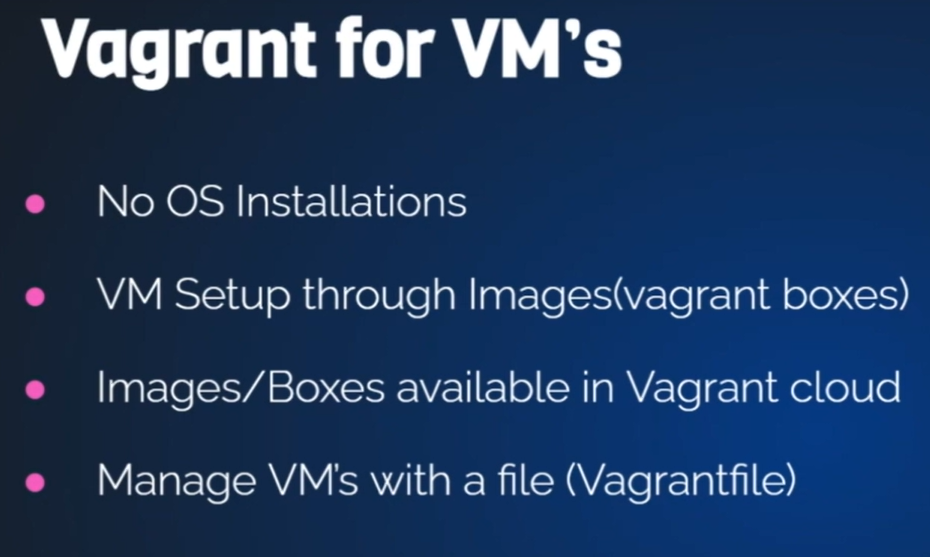 Vagrant for VM’s
No OS Installations
VM Setup through Images(vagrant boxes)
Images/Boxes available in Vagrant cloud
Manage VM's with a file (Vagrantfile)